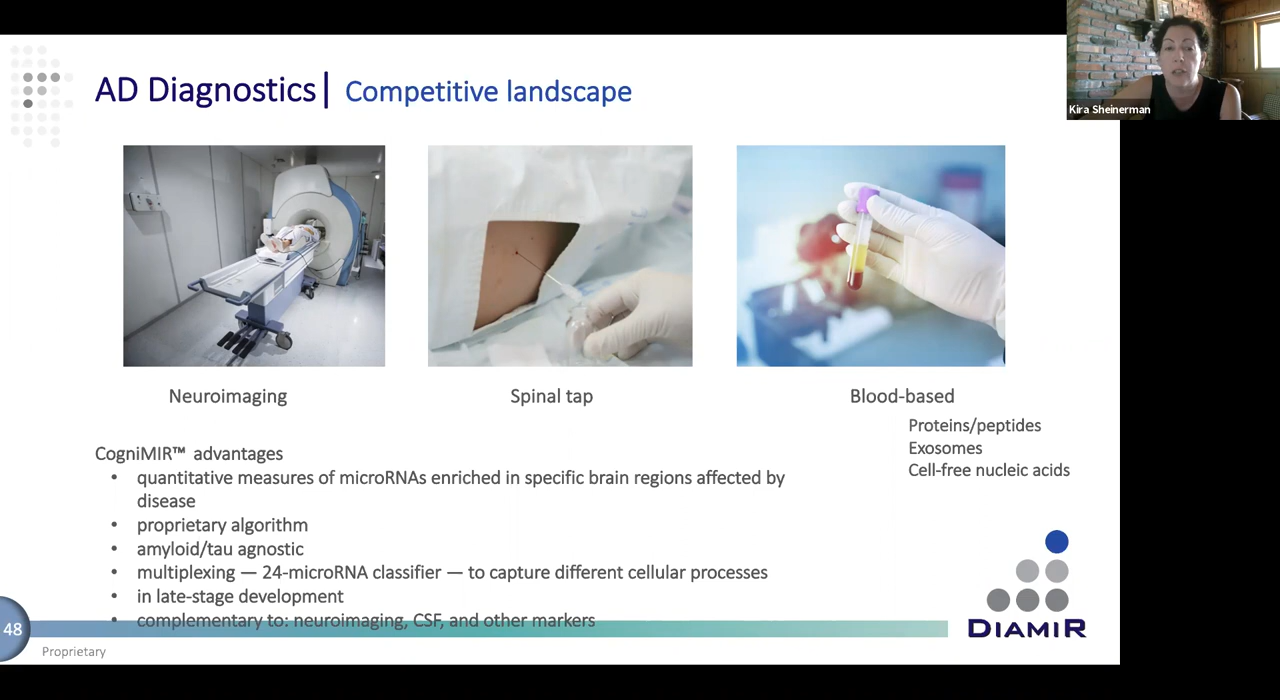 AD Diagnostics| Competitive landscape
Kira Sheinerman
Neuroimaging
Spinal tap
Blood-based
Proteins/peptides
Exosomes
Cell-free nucleic acids
CogniMIR™ advantages
• quantitative measures of microRNAs enriched in specific brain regions affected by
disease
• proprietary algorithm
• amyloid/tau agnostic
• multiplexing — 24-microRNA classifier — to capture different cellular processes
• in late-stage development
• complementary to: neuroimaging, CSF, and other markers
48
DIAMIR
Proprietary